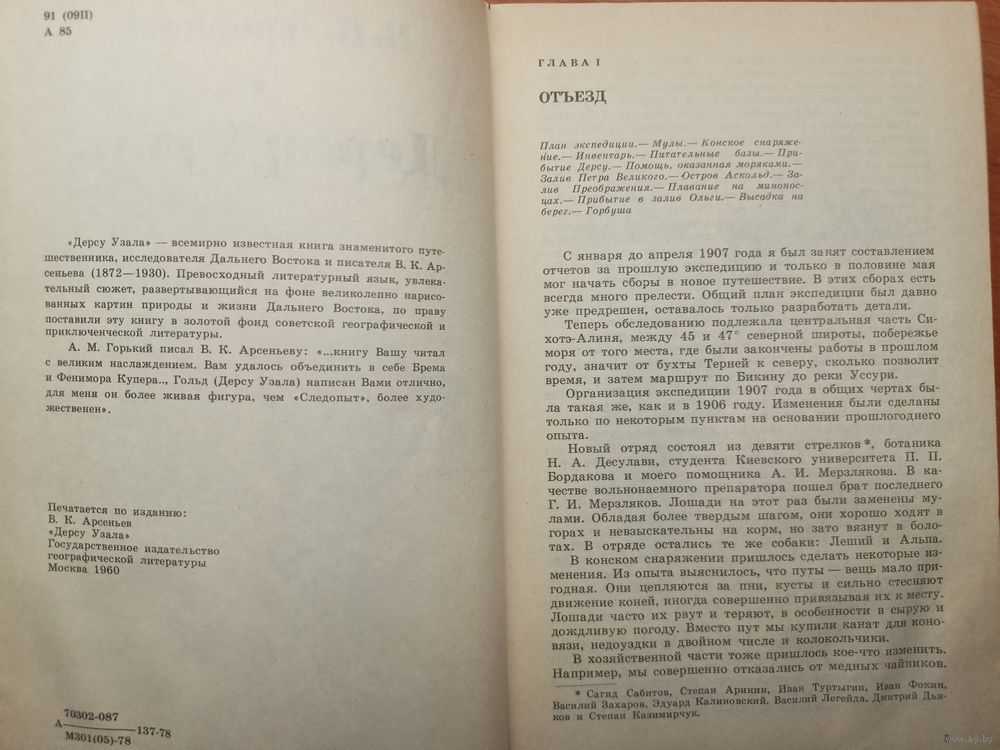 91 (09П)
А 85
«Дерсу Узала» — всемирно известная книга знаменитого путе-
шественника, исследователя Дальнего Востока и писателя В. К. Ар-
сеньева (1872—1930). Превосходный литературный язык, увлека-
тельный сюжет, развертывающийся на фоне великолепно нарисо-
ванных картин природы и жизни Дальнего Востока, по праву
поставили эту книгу в золотой фонд советской географической и
приключенческой литературы.
А. М. Горький писал В. К. Арсеньеву: «...книгу Вашу читал
с великим наслаждением. Вам удалось объединить в себе Брема
и Фенимора Купера.., Гольд (Дерсу Узала) написан Вами отлично,
для меня он более живая фигура, чем «Следопыт», более худо-
жественен».
Печатается по изданию:
В. К. Арсеньев
«Дерсу Узала»
Государственное издательство
географической литературы
Москва 1960
70302-087
А———137-78
М301(05)-78
ГЛАВА I
ОТЪЕЗД
План экспедиции.— Мулы.— Конское снаряже-
ние.— Инвентарь.— Питательные базы.— При-
бытие Дерсу.— Помощь, оказанная моряками.—
Залив Петра Великого.— Остров Аскольд.— За-
лив Преображения.— Плавание на миноно-
цах.— Прибытие в залив Ольги.— Высадка на
берег.— Горбуша
С января до апреля 1907 года я был занят составлением
отчетов за прошлую экспедицию и только в половине мая
мог начать сборы в новое путешествие. В этих сборах есть
всегда много прелести. Общий план экспедиции был давно
уже предрешен, оставалось только разработать детали.
Теперь обследованию подлежала центральная часть Си-
хотэ-Алиня, между 45 и 47° северной широты, побережье
моря от того места, где были закончены работы в прошлом
году, значит от бухты Терней к северу, сколько позволит
время, и затем маршрут по Бикину до реки Уссури.
Организация экспедиции 1907 года в общих чертах бы-
ла такая же, как и в 1906 году. Изменения были сделаны
только по некоторым пунктам на основании прошлогоднего
опыта.
Новый отряд состоял из девяти стрелков*, ботаника
Н. А. Десулави, студента Киевского университета П. П.
Бордакова и моего помощника А. И. Мерзлякова. В ка-
честве вольнонаемного препаратора пошел брат последнего
Г. И. Мерзляков. Лошади на этот раз были заменены му-
лами. Обладая более твердым шагом, они хорошо ходят в
горах и невзыскательны на корм, но зато вязнут в боло-
тах. В отряде остались те же собаки: Леший и Альпа.
В конском снаряжении пришлось сделать некоторые из-
менения. Из опыта выяснилось, что путы — вещь мало при-
годная. Они цепляются за пни, кусты и сильно стесняют
движение коней, иногда совершенно привязывая их к месту.
Лошади часто их рвут и теряют, в особенности в сырую и
дождливую погоду. Вместо пут мы купили канат для коно-
вязи, недоуздки в двойном числе и колокольчики.
В хозяйственной части тоже пришлось кое-что изменить.
Например, мы совершенно отказались от медных чайников.
* Сагид Сабитов, Степан Аринин, Иван Туртыгин, Иван Фокин,
Василий Захаров, Эдуард Калиновский, Василий Легейда, Дмитрий Дья-
ков и Степан Казимирчук.
www.ay.by